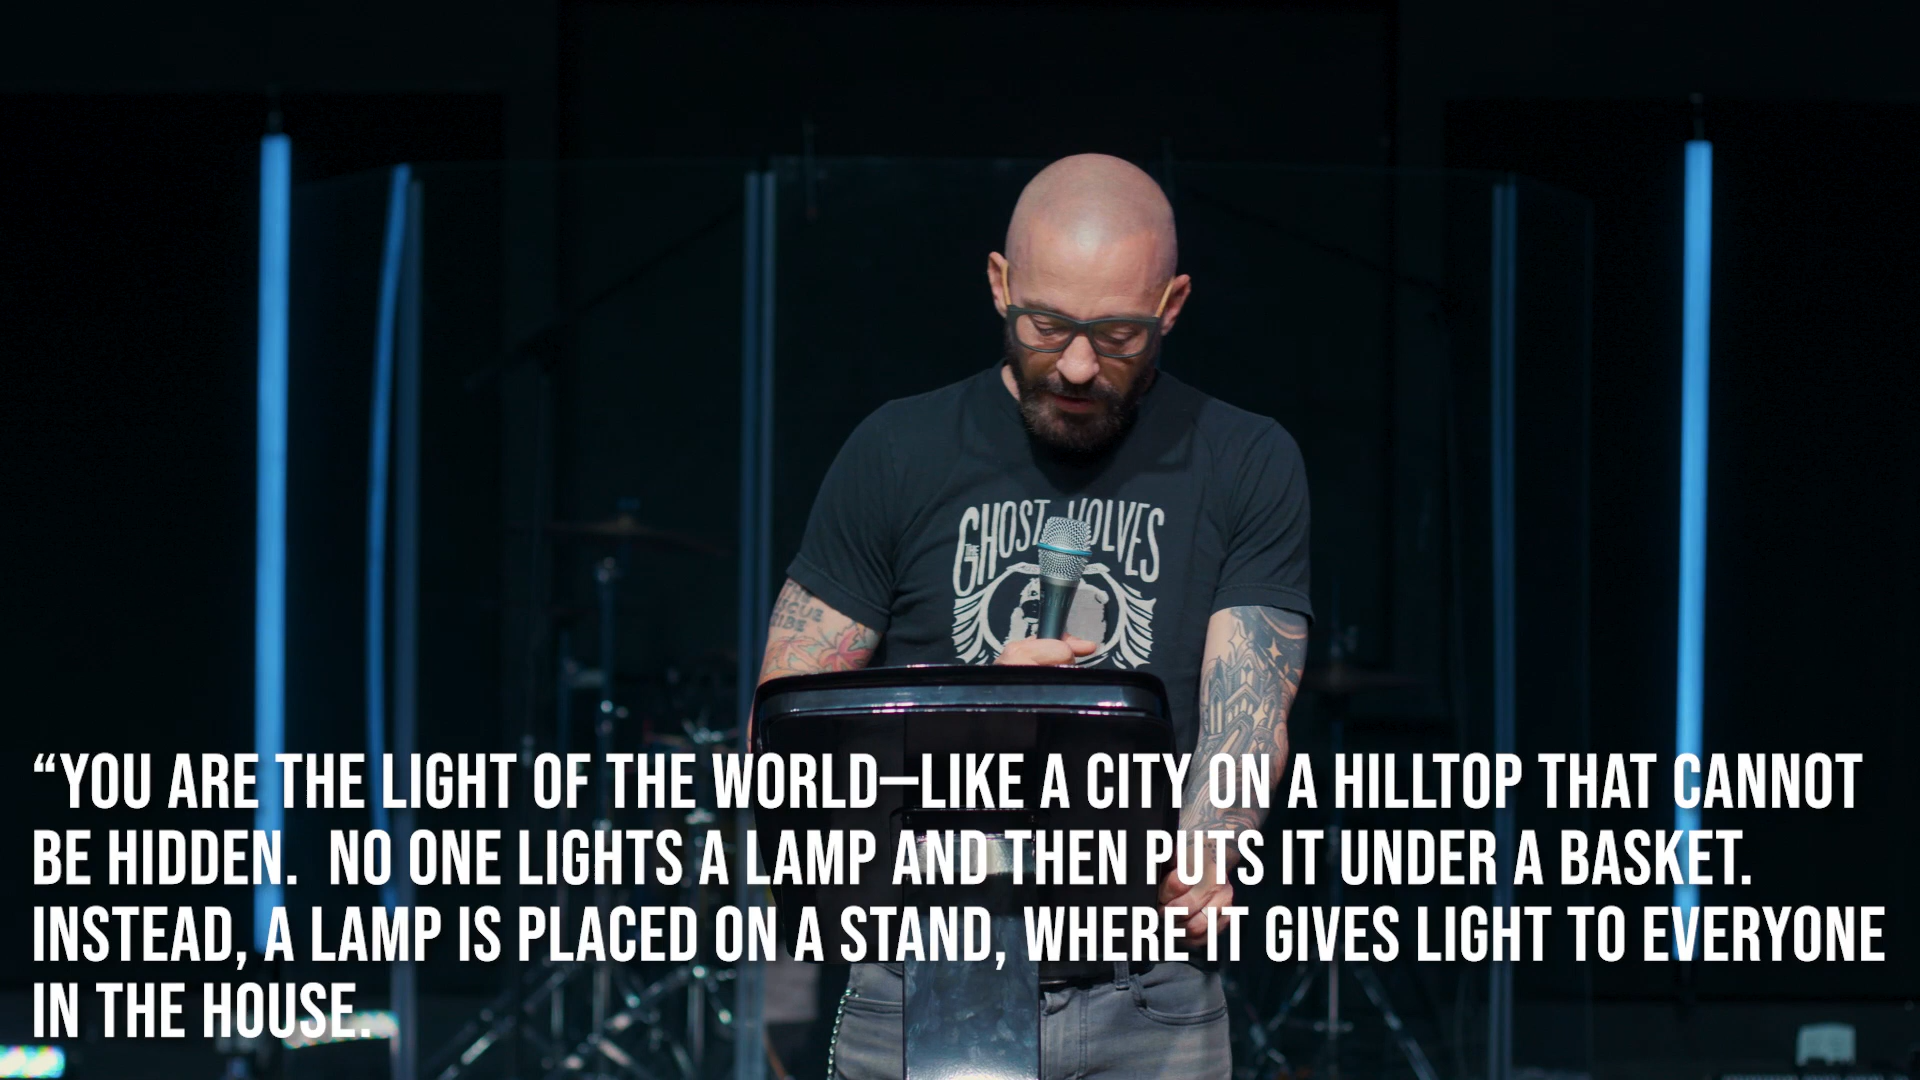 GHOST WOLVES
THE
“YOU ARE THE LIGHT OF THE WORLD—LIKE A CITY ON A HILLTOP THAT CANNOT
BE HIDDEN.  NO ONE LIGHTS A LAMP AND THEN PUTS IT UNDER A BASKET.
INSTEAD, A LAMP IS PLACED ON A STAND, WHERE IT GIVES LIGHT TO EVERYONE
IN THE HOUSE.